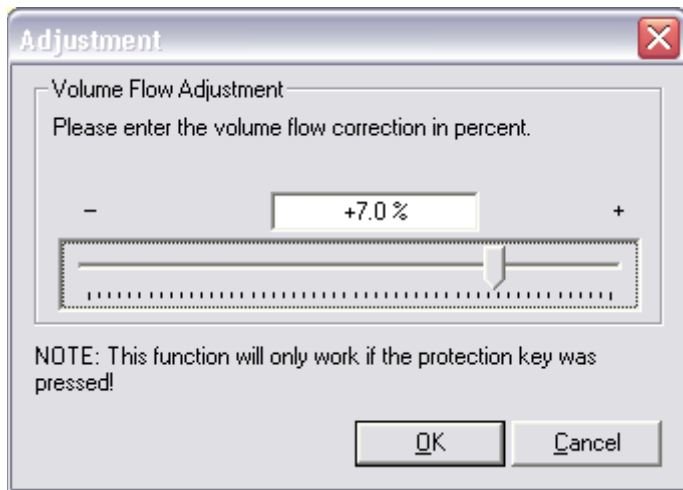 Adjustment
Volume Flow Adjustment
Please enter the volume flow correction in percent.
– +7.0 % +
NOTE: This function will only work if the protection key was
pressed!
OK Cancel